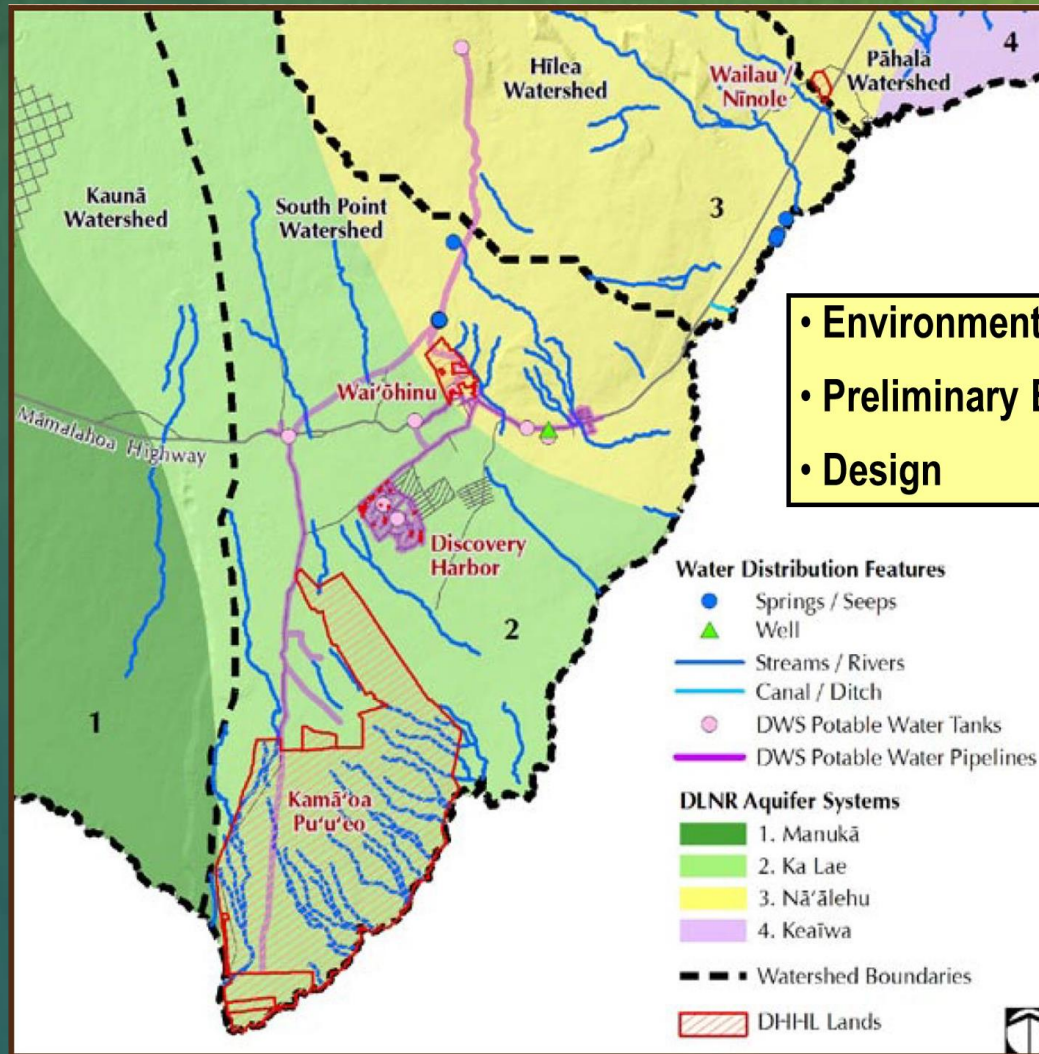 4
Hīlea
Watershed
Wailau /
Nīnole
Pāhala
Watershed
Kaunā
Watershed
South Point
Watershed
3
• Environment
• Preliminary E
• Design
Wai‘ōhinu
Māmalahoa Highway
Discovery
Harbor
2
1
Kamā‘oa
Pu‘u‘eo
Water Distribution Features
Springs / Seeps
Well
Streams / Rivers
Canal / Ditch
DWS Potable Water Tanks
DWS Potable Water Pipelines
DLNR Aquifer Systems
1. Manukā
2. Ka Lae
3. Nā‘ālehu
4. Keaīwa
Watershed Boundaries
DHHL Lands